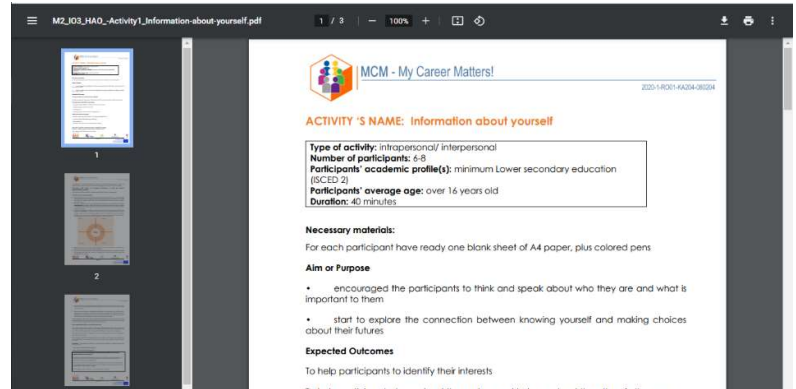 M2_IO3_HAO_-Activity1_Information-about-yourself.pdf
1 / 3
100%
MCM - My Career Matters!
2020-1-RO01-KA204-080204
ACTIVITY 'S NAME: Information about yourself
Type of activity: intrapersonal/ interpersonal
Number of participants: 6-8
Participants' academic profile(s): minimum Lower secondary education
(ISCED 2)
Participants' average age: over 16 years old
Duration: 40 minutes
Necessary materials:
For each participant have ready one blank sheet of A4 paper, plus colored pens
Aim or Purpose
• encouraged the participants to think and speak about who they are and what is
important to them
• start to explore the connection between knowing yourself and making choices
about their futures
Expected Outcomes
To help participants to identify their interests
1
2